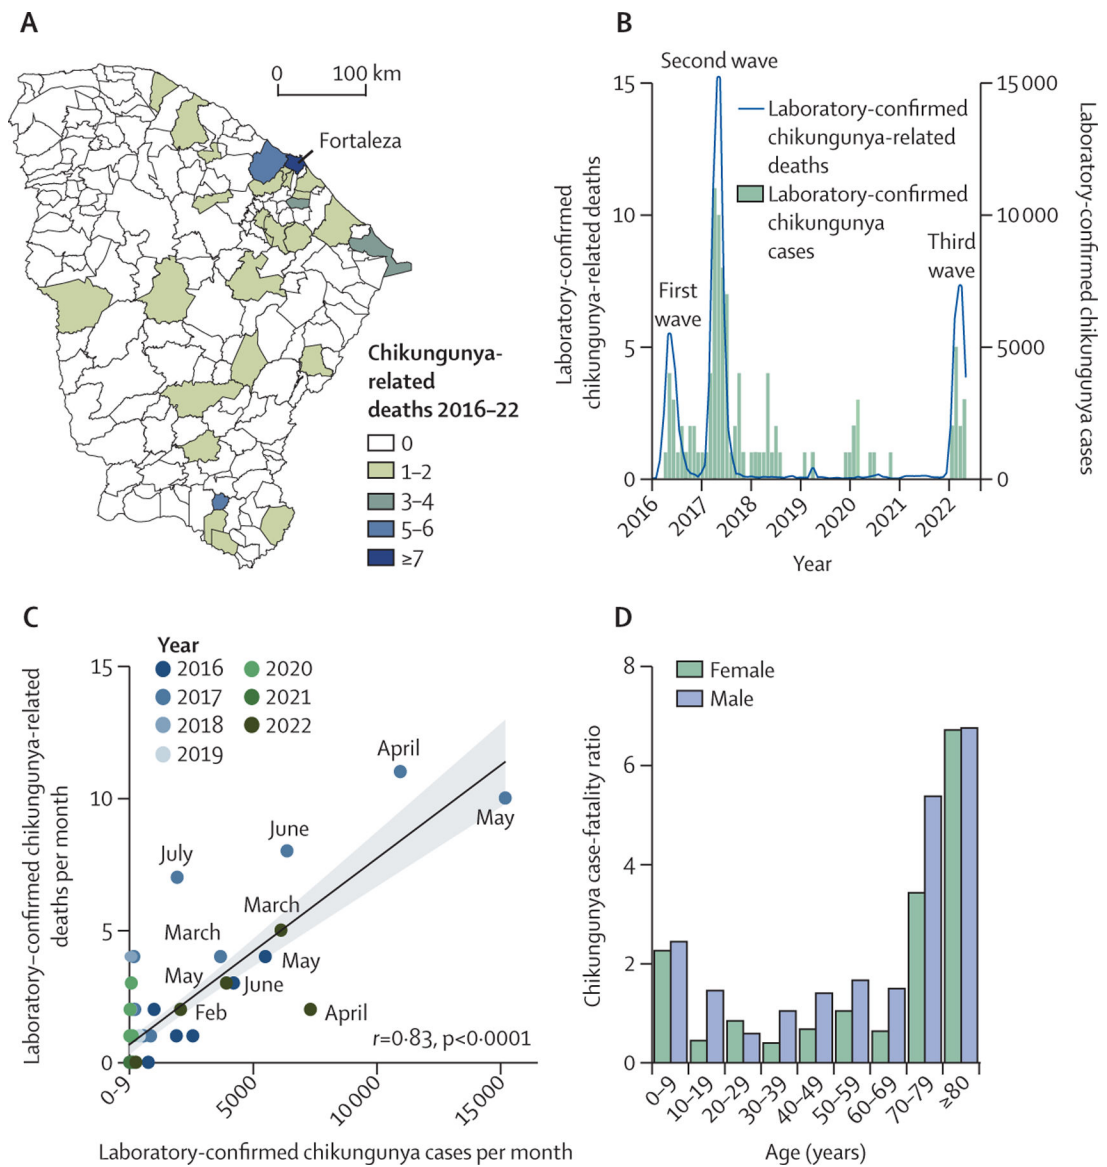 A
0
100 km
Fortaleza
Chikungunya-
related
deaths 2016–22
0
1–2
3–4
5–6
≥7
B
Second wave
15
10
5
0
Laboratory-confirmed
chikungunya-related deaths
Laboratory-confirmed
chikungunya-related
deaths
Laboratory-confirmed
chikungunya
cases
First
wave
Third
wave
15 000
10 000
5000
0
Laboratory-confirmed chikungunya cases
2016
2017
2018
2019
2020
2021
2022
Year
C
Year
2016
2017
2018
2019
2020
2021
2022
15
10
5
0
Laboratory–confirmed chikungunya-related
deaths per month
April
May
June
July
March
March
May
May
June
Feb
April
r=0·83, p<0·0001
0–9
5000
10 000
15 000
Laboratory-confirmed chikungunya cases per month
D
Female
Male
8
6
4
2
0
Chikungunya case-fatality ratio
0–9
10–19
20–29
30–39
40–49
50–59
60–69
70–79
≥80
Age (years)